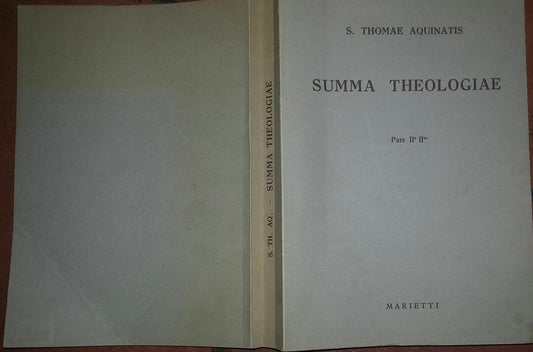 S. THOMAE AQUINATIS
SUMMA THEOLOGIAE
Pars IIª IIªᵉ
MARIETTI
S. TH. AQ. – SUMMA THEOLOGIAE